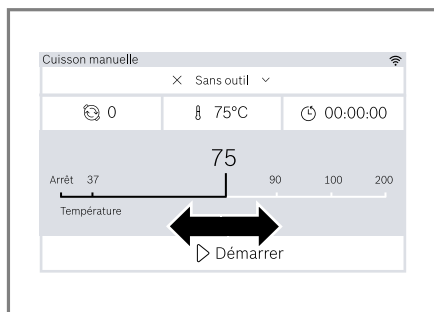 Cuisson manuelle
Sans outil
0 75°C 00:00:00
75
Arrêt 37 90 100 200
Température
Démarrer